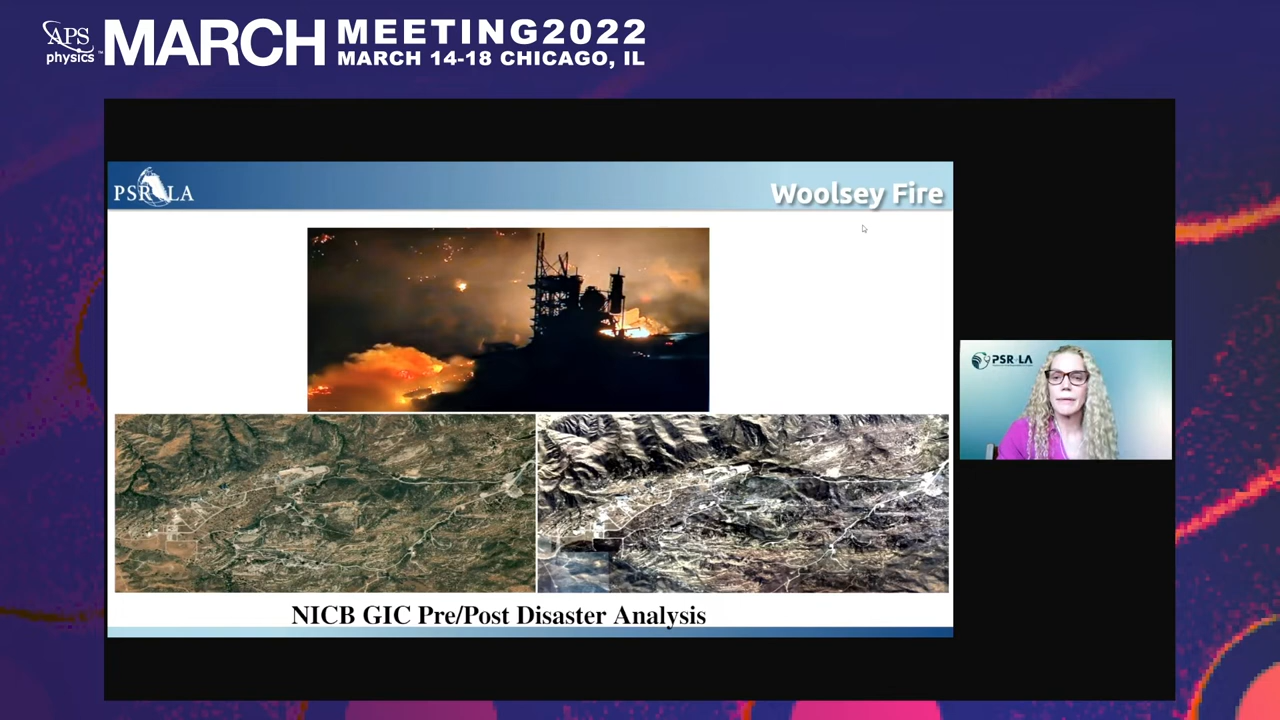 APS
physics
MARCH
MEETING2022
MARCH 14-18 CHICAGO, IL
PSR LA
Woolsey Fire
PSR-LA
NICB GIC Pre/Post Disaster Analysis